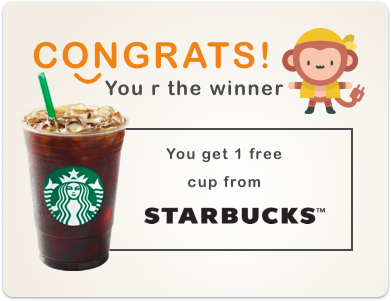 CONGRATS!
You r the winner
You get 1 free
cup from
STARBUCKS™